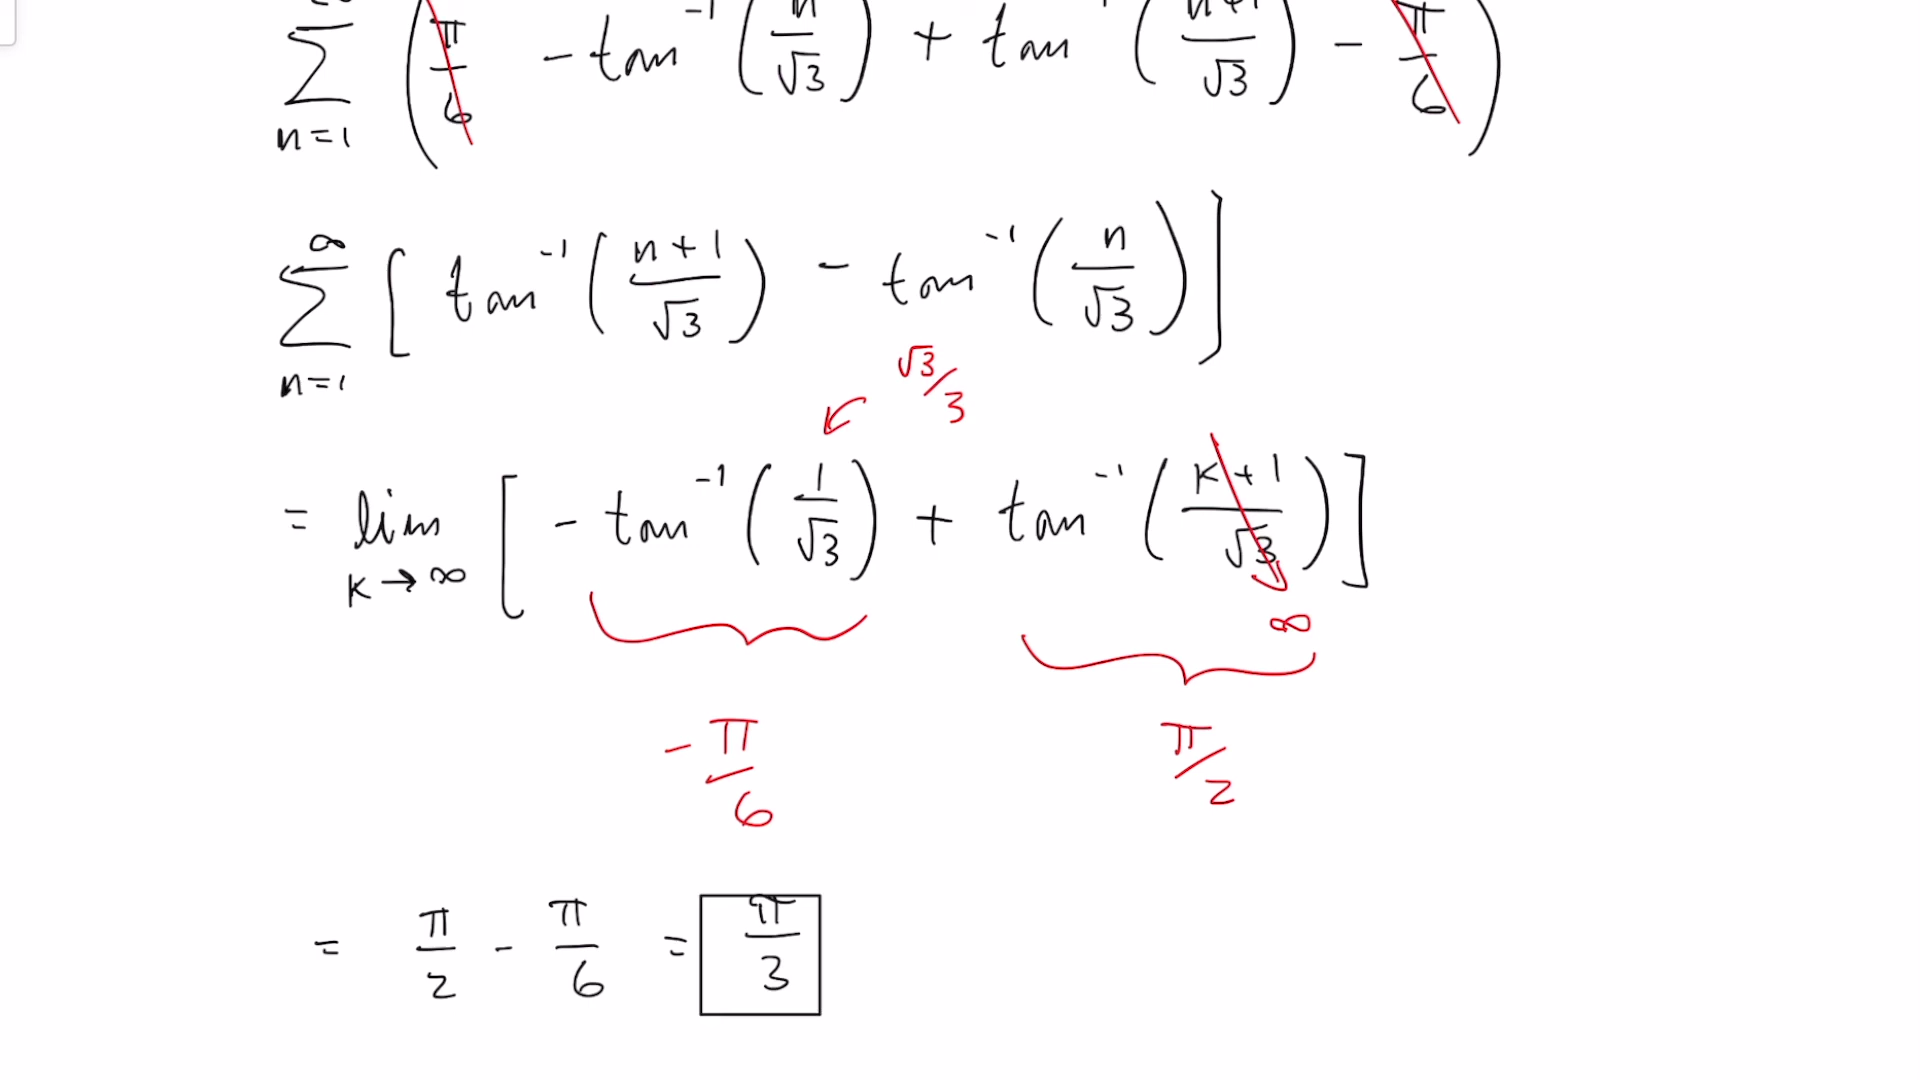 ∑ n=1 ( π/6 - tan⁻¹(n/√3) + tan⁻¹(n+1/√3) - π/6 )
∑ ∞ n=1 [ tan⁻¹(n+1/√3) - tan⁻¹(n/√3) ]
√3/3
= lim K→∞ [ - tan⁻¹(1/√3) + tan⁻¹(K+1/√3) ]
∞
- π/6 π/2
= π/2 - π/6 = π/3